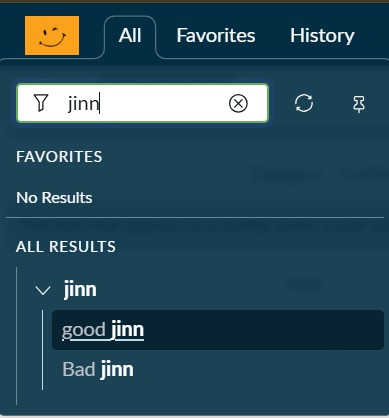 All Favorites History
jinn
FAVORITES
No Results
ALL RESULTS
jinn
good jinn
Bad jinn